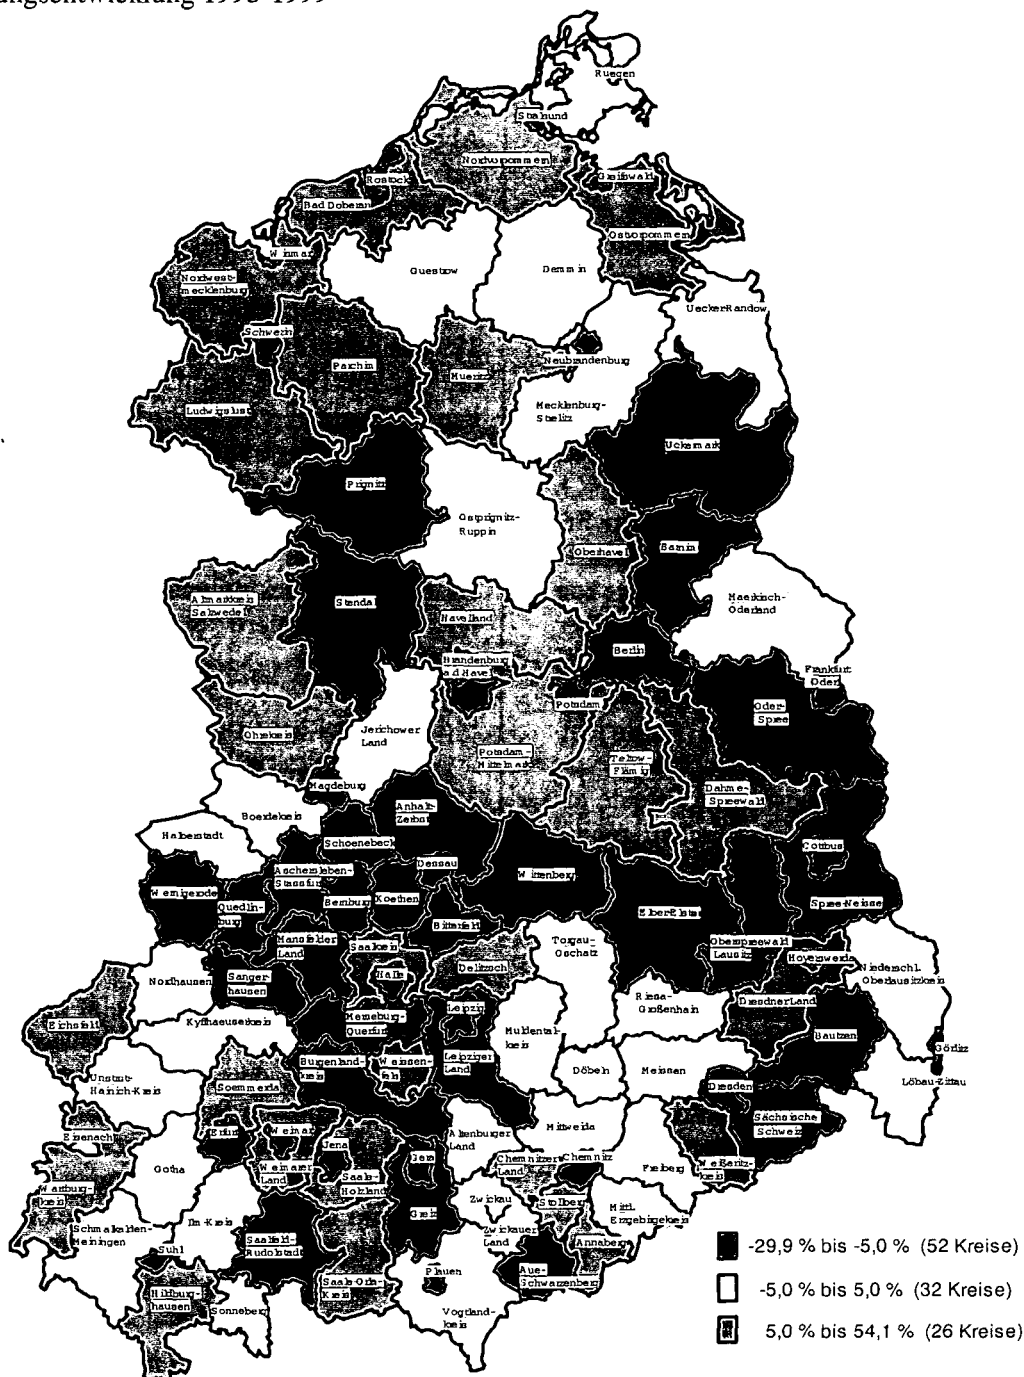 Ruegen
Stralsund
Nordvorpommern
Rostock
Greifswald
Bad Doberan
Ostvorpommern
Wismar
Guestrow
Demmin
Nordwest-
mecklenburg
UeckerRandow
Schwerin
Neubrandenburg
Parchim
Mueritz
Ludwigslust
Mecklenburg-
Strelitz
Uckermark
Prignitz
Ostprignitz-
Ruppin
Oberhavel
Barnim
Altmarkkreis
Salzwedel
Stendal
Maerkisch-
Oderland
Havelland
Berlin
Brandenburg
a d Havel
Frankfurt
Oder
Potsdam
Oder-
Spree
Ohrekreis
Jerichower
Land
Potsdam-
Mittelmark
Teltow-
Fläming
Magdeburg
Dahme-
Spreewald
Anhalt-
Zerbst
Boerdekreis
Halberstadt
Schoenebeck
Cottbus
Aschersleben-
Stassfurt
Dessau
Wittenberg
Wernigerode
Quedlin-
burg
Bernburg
Koethen
Spree-Neisse
Elbe-Elster
Bitterfeld
Mansfelder
Land
Saalkreis
Torgau-
Oschatz
Oberspreewald
Lausitz
Hoyerswerda
Delitzsch
Niederschl.
Oberlausitzkreis
Nordhausen
Sanger-
hausen
Halle
Riesa-
Großenhain
DresdnerLand
Leipzig
Eichsfeld
Kyffhaeuserkreis
Merseburg-
Querfurt
Muldental-
kreis
Bautzen
Görlitz
Burgenland-
kreis
Weissen-
fels
Leipziger
Land
Döbeln
Meissen
Löbau-Zittau
Unstrut-
Hainich-Kreis
Soemmerda
Dresden
Sächsische
Schweiz
Eisenach
Erfurt
Weimar
Jena
Altenburger
Land
Mittweida
Gera
Gotha
Weimarer
Land
Saale-
Holzland
Chemnitzer
Land
Chemnitz
Freiberg
Weißeritz-
kreis
Wartburg-
kreis
Zwickau
Stollberg
Mittl.
Erzgebirgekreis
Greiz
Schmalkalden-
Meiningen
Ilm-Kreis
Saalfeld-
Rudolstadt
Zwickauer
Land
Annaberg
Suhl
Plauen
Aue-
Schwarzenberg
Hildburg-
hausen
Sonneberg
Saale-Orla-
Kreis
Vogtland-
kreis
-29,9 % bis -5,0 % (52 Kreise)
-5,0 % bis 5,0 % (32 Kreise)
5,0 % bis 54,1 % (26 Kreise)